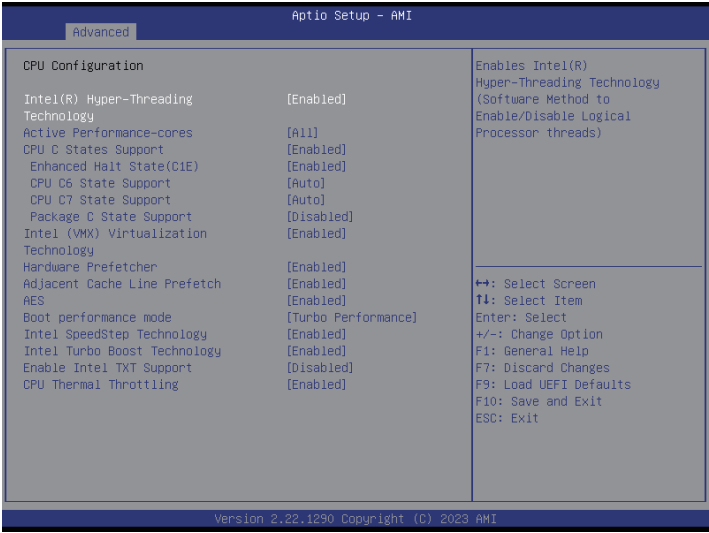 Aptio Setup – AMI
Advanced
CPU Configuration
Intel(R) Hyper-Threading [Enabled]
Technology
Active Performance-cores [All]
CPU C States Support [Enabled]
Enhanced Halt State(C1E) [Enabled]
CPU C6 State Support [Auto]
CPU C7 State Support [Auto]
Package C State Support [Disabled]
Intel (VMX) Virtualization [Enabled]
Technology
Hardware Prefetcher [Enabled]
Adjacent Cache Line Prefetch [Enabled]
AES [Enabled]
Boot performance mode [Turbo Performance]
Intel SpeedStep Technology [Enabled]
Intel Turbo Boost Technology [Enabled]
Enable Intel TXT Support [Disabled]
CPU Thermal Throttling [Enabled]
Enables Intel(R)
Hyper-Threading Technology
(Software Method to
Enable/Disable Logical
Processor threads)
↔: Select Screen
↑↓: Select Item
Enter: Select
+/-: Change Option
F1: General Help
F7: Discard Changes
F9: Load UEFI Defaults
F10: Save and Exit
ESC: Exit
Version 2.22.1290 Copyright (C) 2023 AMI